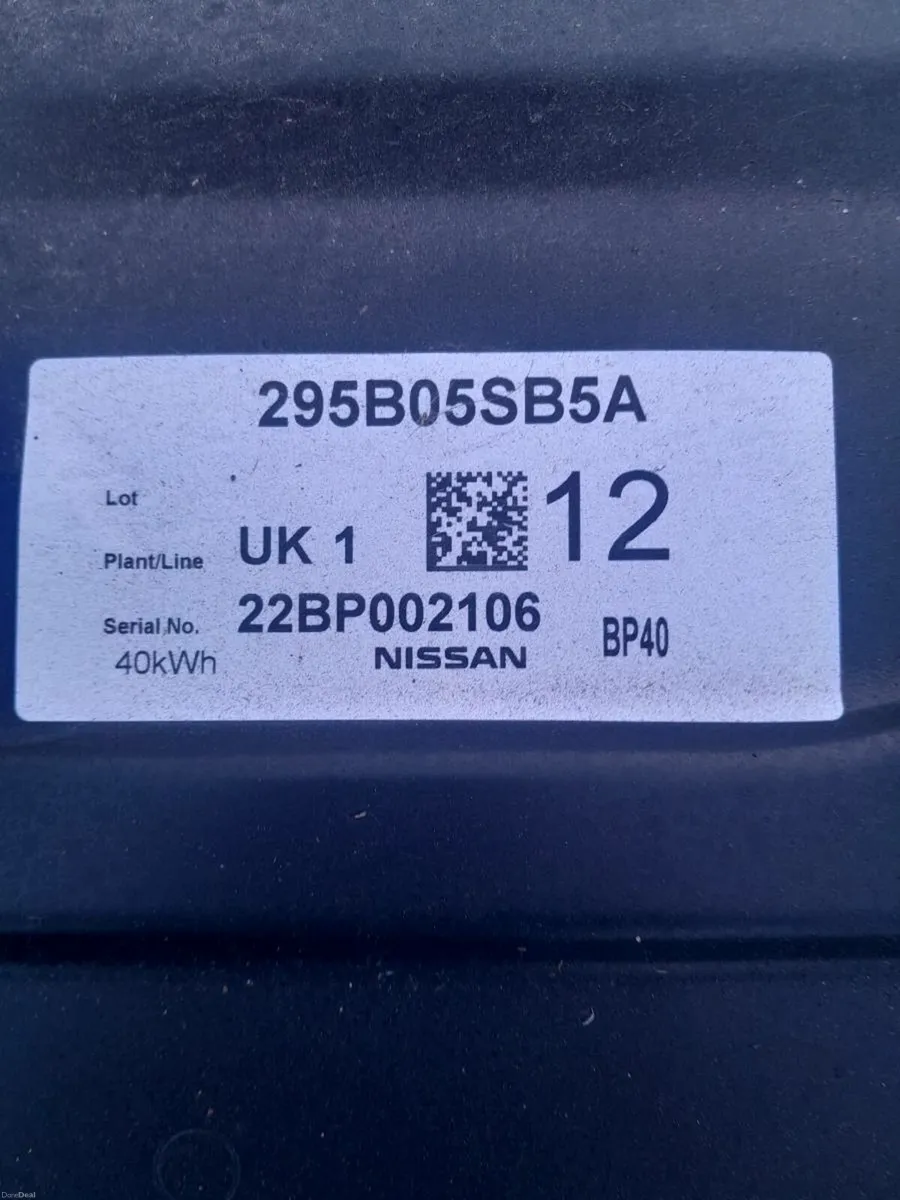 295B05SB5A
Lot
12
Plant/Line UK 1
Serial No. 22BP002106
BP40
40kWh NISSAN
DoneDeal